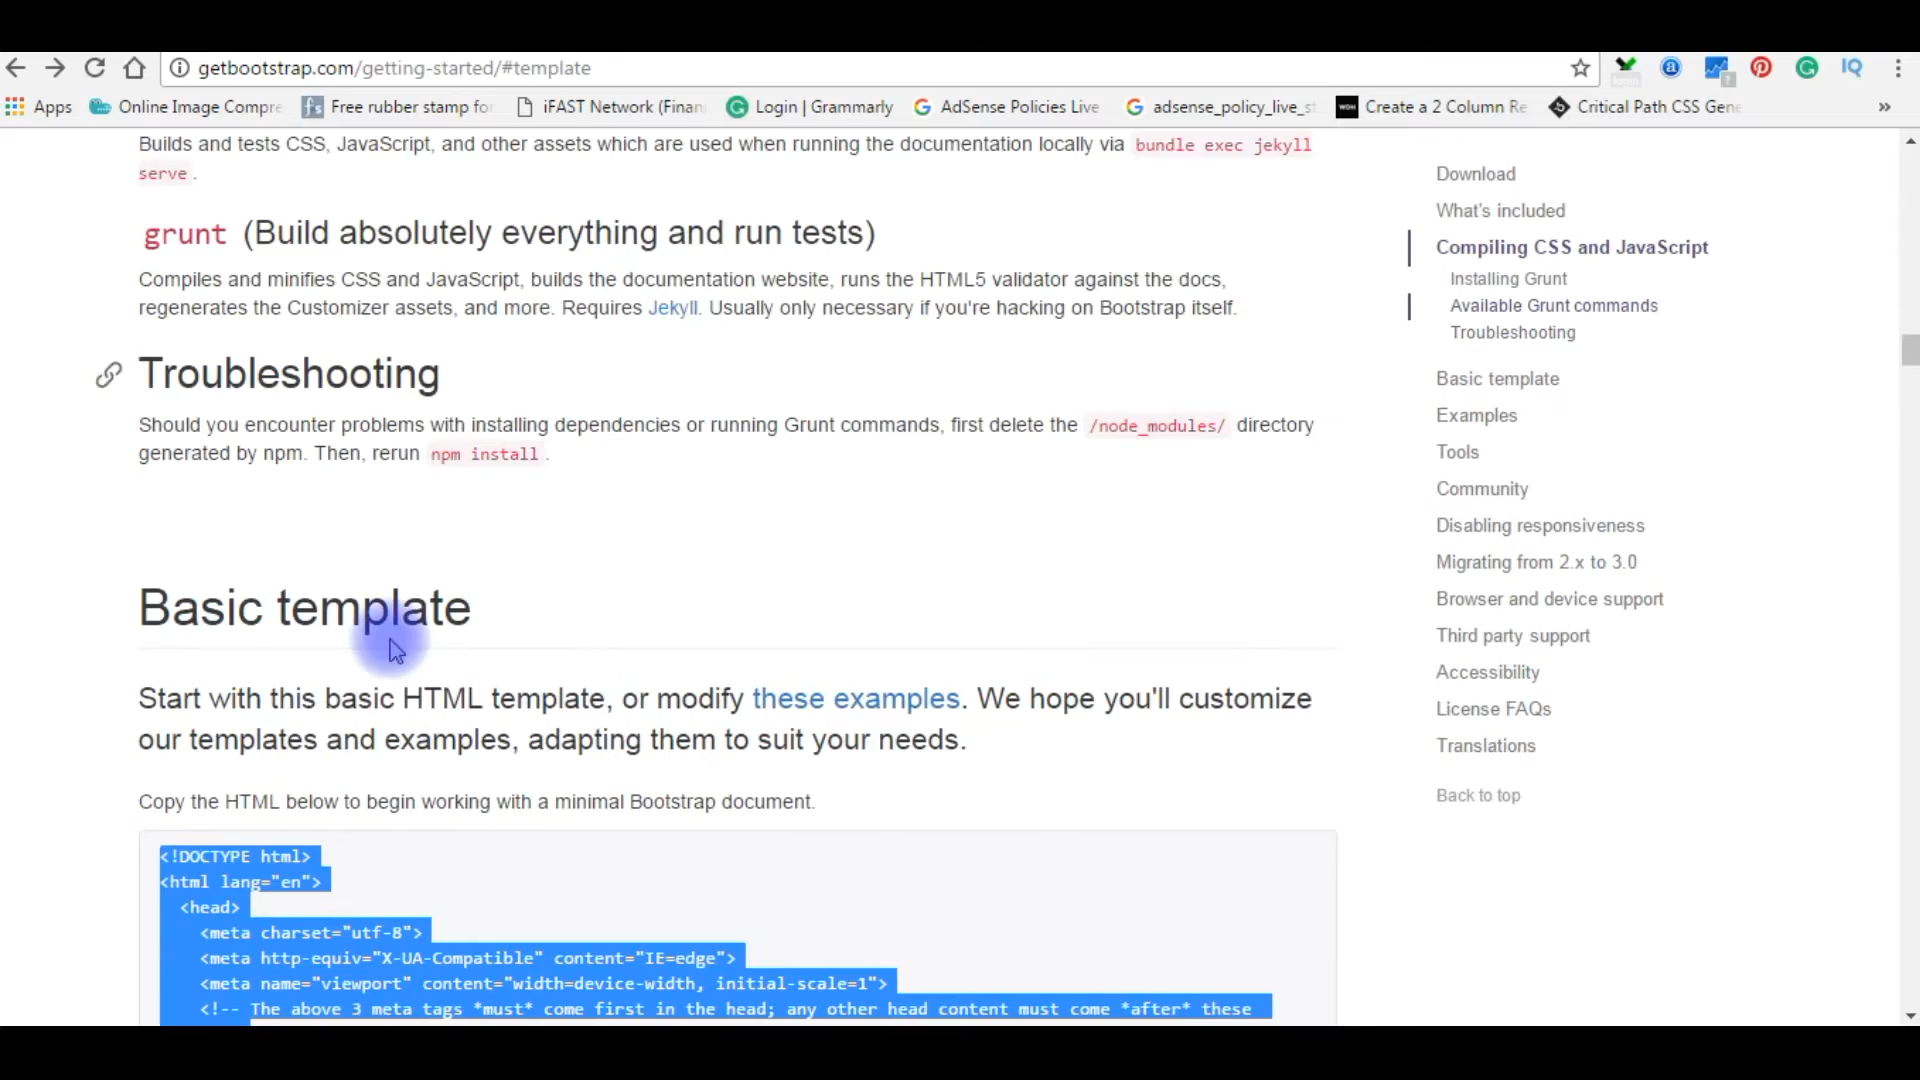 getbootstrap.com/getting-started/#template
Apps Online Image Compre Free rubber stamp fo iFAST Network (Finan Login | Grammarly AdSense Policies Live adsense_policy_live_s Create a 2 Column Re Critical Path CSS Gene »
Builds and tests CSS, JavaScript, and other assets which are used when running the documentation locally via bundle exec jekyll
serve .
grunt (Build absolutely everything and run tests)
Compiles and minifies CSS and JavaScript, builds the documentation website, runs the HTML5 validator against the docs,
regenerates the Customizer assets, and more. Requires Jekyll. Usually only necessary if you're hacking on Bootstrap itself.
Troubleshooting
Should you encounter problems with installing dependencies or running Grunt commands, first delete the /node_modules/ directory
generated by npm. Then, rerun npm install .
Basic template
Start with this basic HTML template, or modify these examples. We hope you'll customize
our templates and examples, adapting them to suit your needs.
Copy the HTML below to begin working with a minimal Bootstrap document.
<!DOCTYPE html>
<html lang="en">
<head>
<meta charset="utf-8">
<meta http-equiv="X-UA-Compatible" content="IE=edge">
<meta name="viewport" content="width=device-width, initial-scale=1">
<!-- The above 3 meta tags *must* come first in the head; any other head content must come *after* these
Download
What's included
Compiling CSS and JavaScript
Installing Grunt
Available Grunt commands
Troubleshooting
Basic template
Examples
Tools
Community
Disabling responsiveness
Migrating from 2.x to 3.0
Browser and device support
Third party support
Accessibility
License FAQs
Translations
Back to top